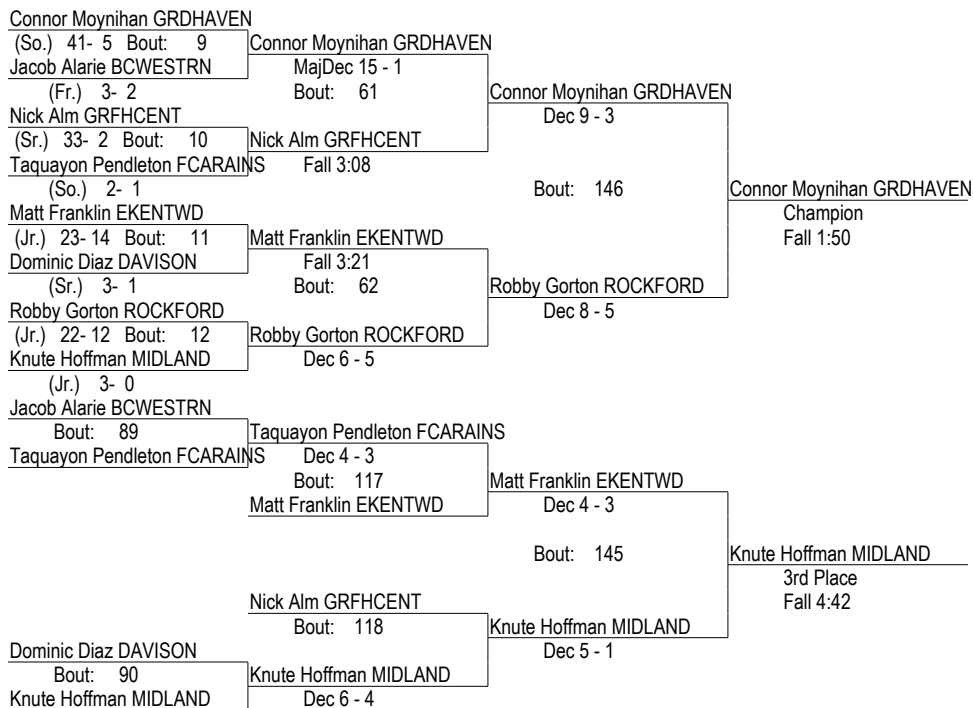 Connor Moynihan GRDHAVEN
(So.) 41- 5 Bout: 9 Connor Moynihan GRDHAVEN
Jacob Alarie BCWESTRN MajDec 15 - 1
(Fr.) 3- 2 Bout: 61 Connor Moynihan GRDHAVEN
Nick Alm GRFHCENT Dec 9 - 3
(Sr.) 33- 2 Bout: 10 Nick Alm GRFHCENT
Taquayon Pendleton FCARAINS Fall 3:08
(So.) 2- 1 Bout: 146 Connor Moynihan GRDHAVEN
Matt Franklin EKENTWD Champion
(Jr.) 23- 14 Bout: 11 Matt Franklin EKENTWD Fall 1:50
Dominic Diaz DAVISON Fall 3:21
(Sr.) 3- 1 Bout: 62 Robby Gorton ROCKFORD
Robby Gorton ROCKFORD Dec 8 - 5
(Jr.) 22- 12 Bout: 12 Robby Gorton ROCKFORD
Knute Hoffman MIDLAND Dec 6 - 5
(Jr.) 3- 0
Jacob Alarie BCWESTRN
Bout: 89 Taquayon Pendleton FCARAINS
Taquayon Pendleton FCARAINS Dec 4 - 3
Bout: 117 Matt Franklin EKENTWD
Matt Franklin EKENTWD Dec 4 - 3
Bout: 145 Knute Hoffman MIDLAND
3rd Place
Nick Alm GRFHCENT Fall 4:42
Bout: 118 Knute Hoffman MIDLAND
Dominic Diaz DAVISON Dec 5 - 1
Bout: 90 Knute Hoffman MIDLAND
Knute Hoffman MIDLAND Dec 6 - 4